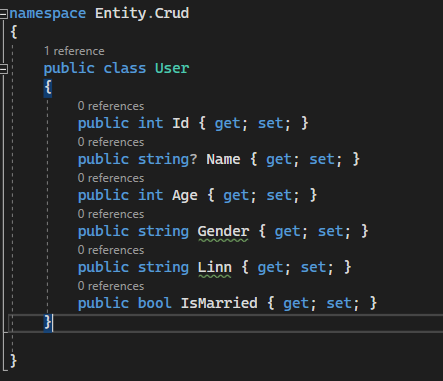 namespace Entity.Crud
{
1 reference
public class User
{
0 references
public int Id { get; set; }
0 references
public string? Name { get; set; }
0 references
public int Age { get; set; }
0 references
public string Gender { get; set; }
0 references
public string Linn { get; set; }
0 references
public bool IsMarried { get; set; }
}
}